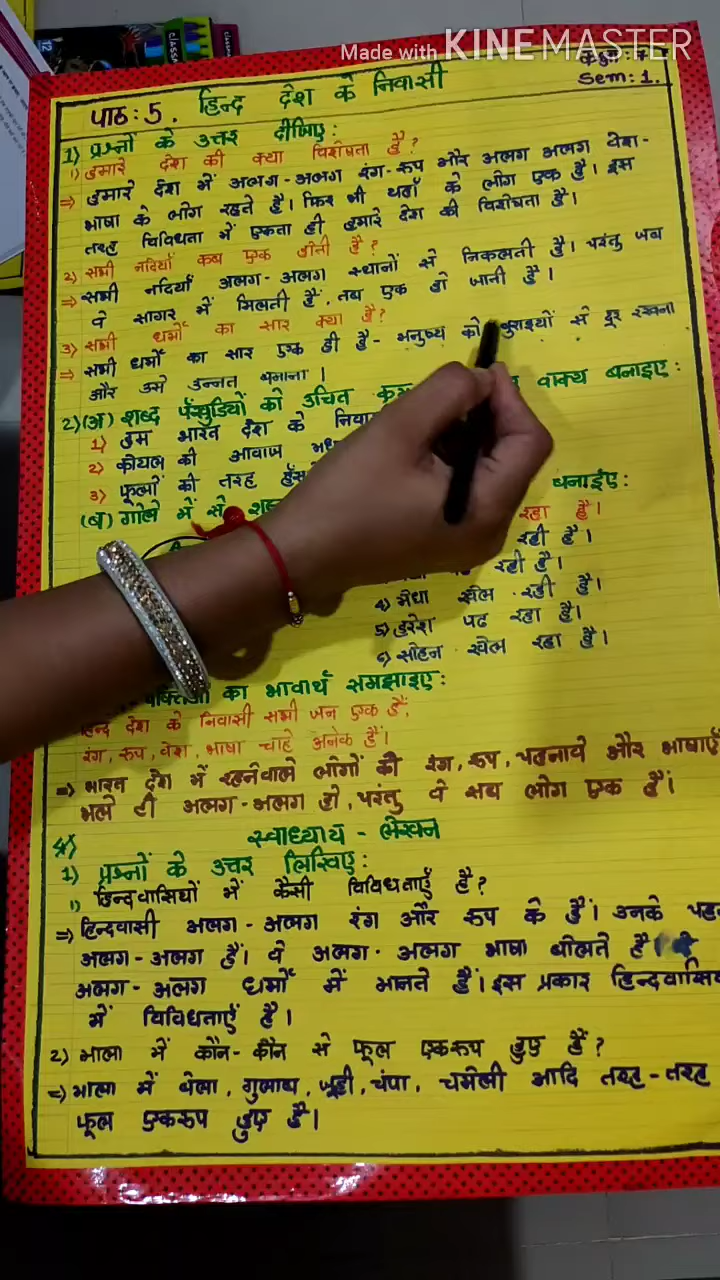 Made with KINEMASTER
Sem: 1.
पाठ: 5. हिन्द देश के निवासी
1) प्रश्नों के उत्तर दीजिए:
1) हमारे देश की क्या विशेषता है?
⇒ हमारे देश में अलग-अलग रंग-रूप और अलग अलग वेश-
भाषा के लोग रहते हैं। फिर भी यहाँ के लोग एक हैं। इस
तरह विविधता में एकता ही हमारे देश की विशेषता है।
2) सभी नदियाँ कब एक होती है?
⇒ सभी नदियाँ अलग-अलग स्थानों से निकलती हैं। परंतु जब
वे सागर में मिलती हैं, तब एक हो जाती हैं।
3) सभी धर्मों का सार क्या है?
⇒ सभी धर्मों का सार एक ही है- मनुष्य को बुराइयों से दूर रखना
और उसे उन्नत बनाना।
2)(अ) शब्द पँखुडियों को उचित वाक्य बनाइए:
1) हम भारत देश के
2) कोयल की आवाज
3) फूलों की तरह
(ब) गोले में से बनाइए:
रहा है।
रही है।
रही है।
4) मेघा खेल रही है।
5) सुरेश पढ रहा है।
6) सोहन खेल रहा है।
का भावार्थ समझाइए:
हिन्द देश के निवासी सभी जन एक हैं,
रंग, रूप, वेश, भाषा चाहे अनेक हैं।
⇒ भारत देश में रहनेवाले लोगों की रंग, रूप, पहनावे और भाषाएँ
भले ही अलग-अलग हो, परंतु वे सब लोग एक हैं।
स्वाध्याय - लेखन
1) प्रश्नों के उत्तर लिखिए:
1) हिन्दवासियों में कैसी विविधताएँ है?
⇒ हिन्दवासी अलग-अलग रंग और रूप के हैं। उनके
अलग-अलग हैं। वे अलग-अलग भाषा बोलते है। वे
अलग-अलग धर्मों में मानते हैं। इस प्रकार
में विविधताएँ है।
2) माला में कौन-कौन से फूल एकरूप हुए हैं?
⇒ माला में बेला, गुलाब, जूही, चंपा, चमेली आदि तरह-तरह
फूल एकरूप हुए हैं।